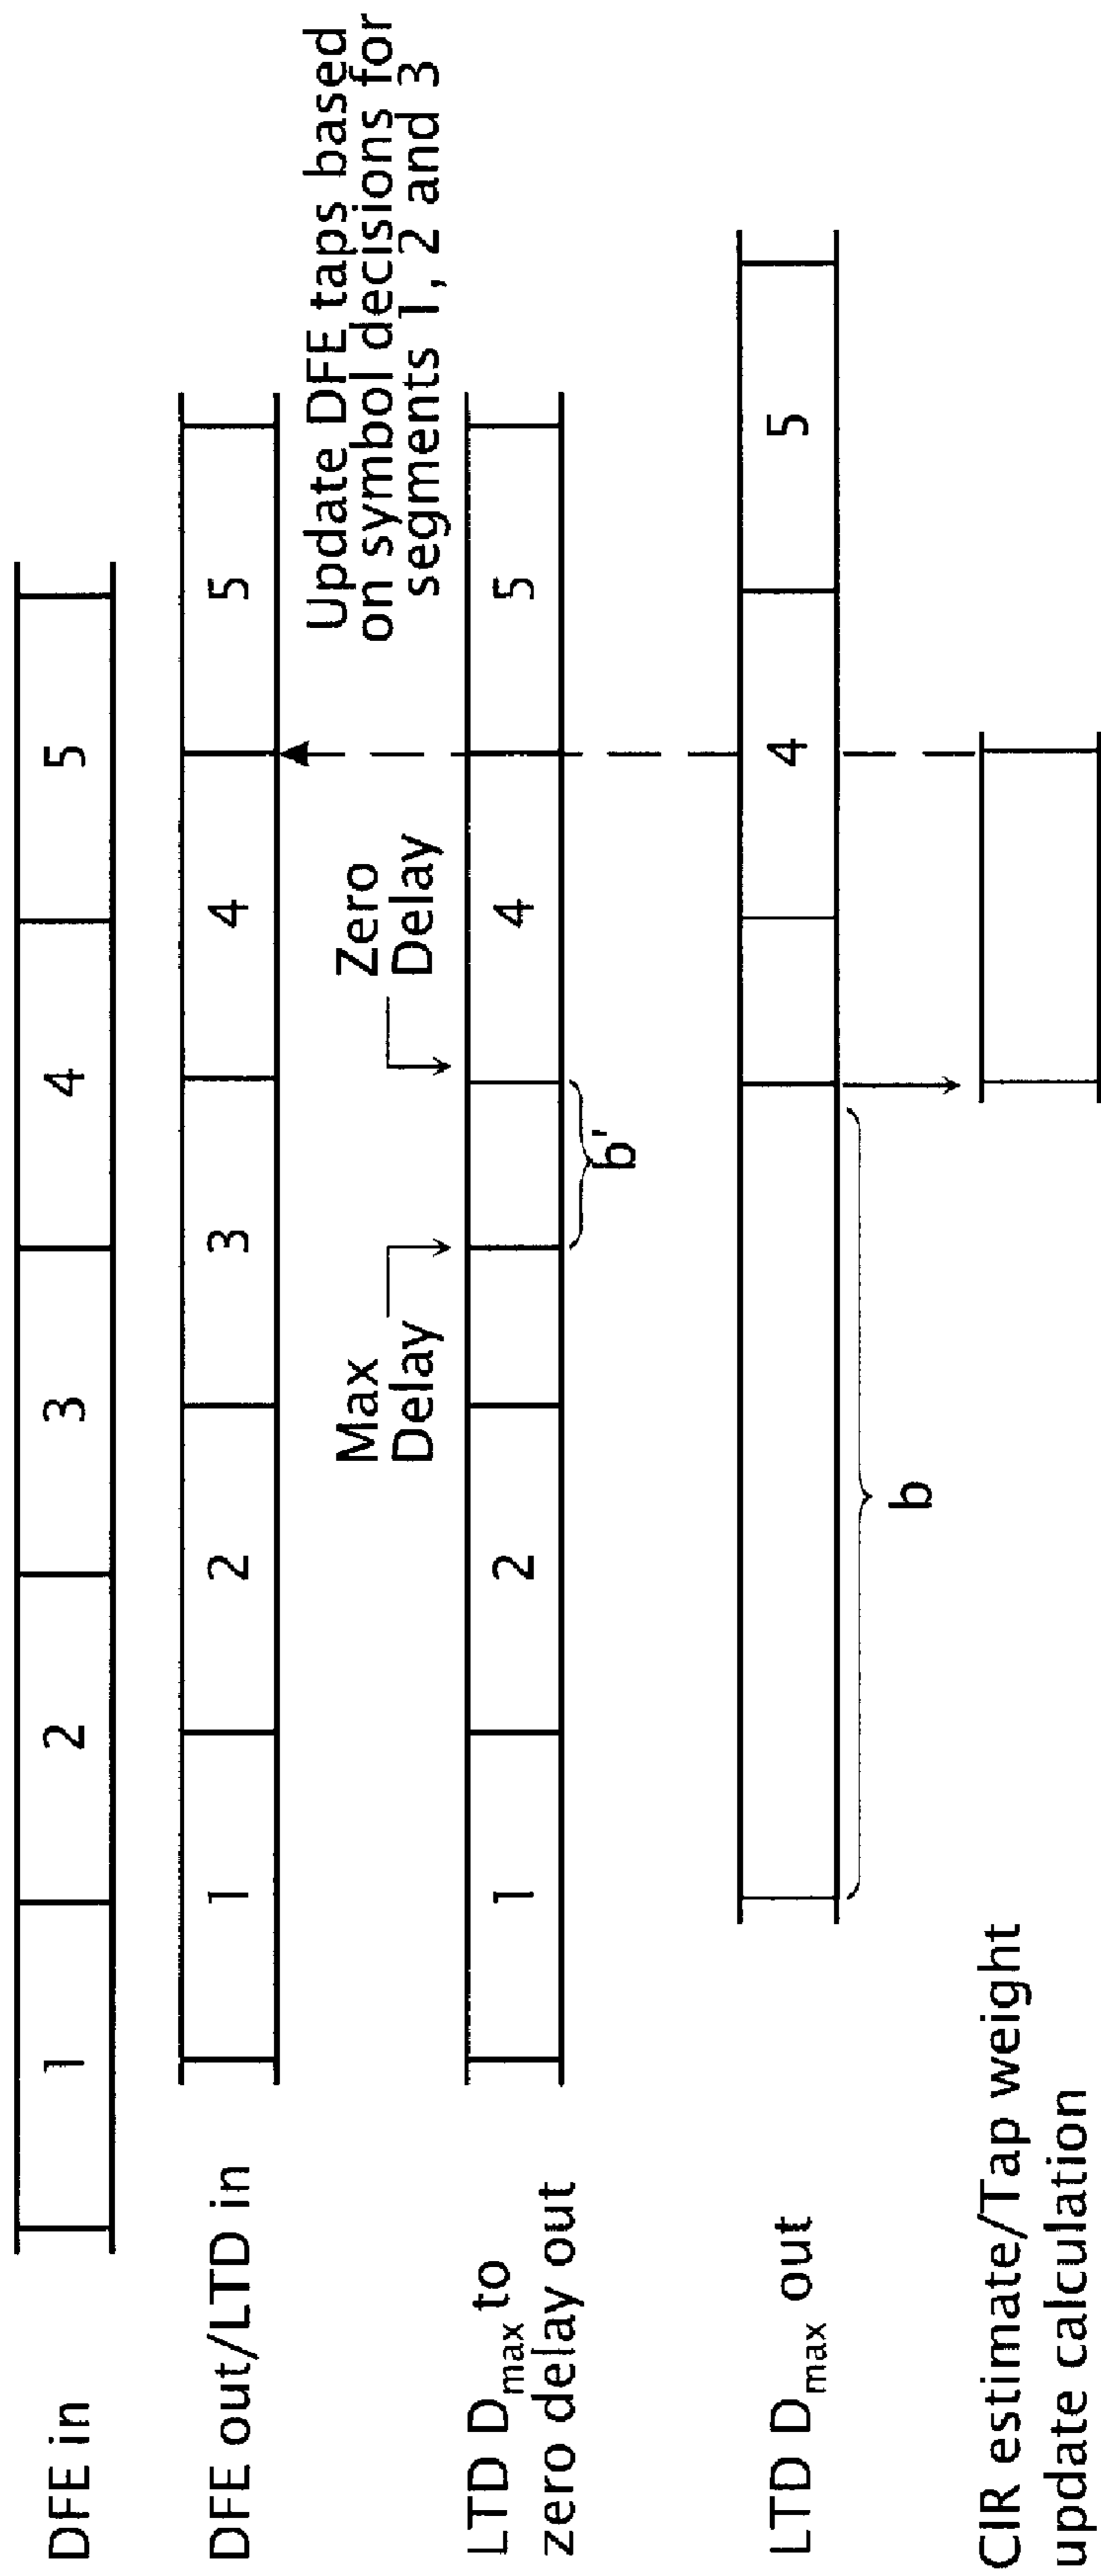 DFE in
1
2
3
4
5
DFE out/LTD in
1
2
3
4
5
Update DFE taps based
on symbol decisions for
segments 1, 2 and 3
Max
Delay
Zero
Delay
LTD Dmax to
zero delay out
1
2
4
5
b'
LTD Dmax out
4
5
b
CIR estimate/Tap weight
update calculation